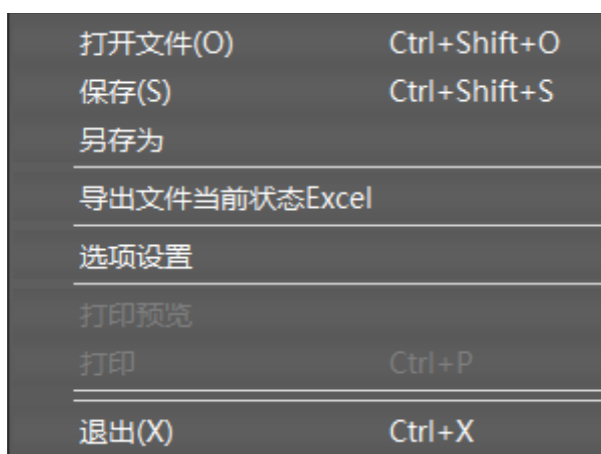 打开文件(O) Ctrl+Shift+O
保存(S) Ctrl+Shift+S
另存为
导出文件当前状态Excel
选项设置
打印预览
打印 Ctrl+P
退出(X) Ctrl+X